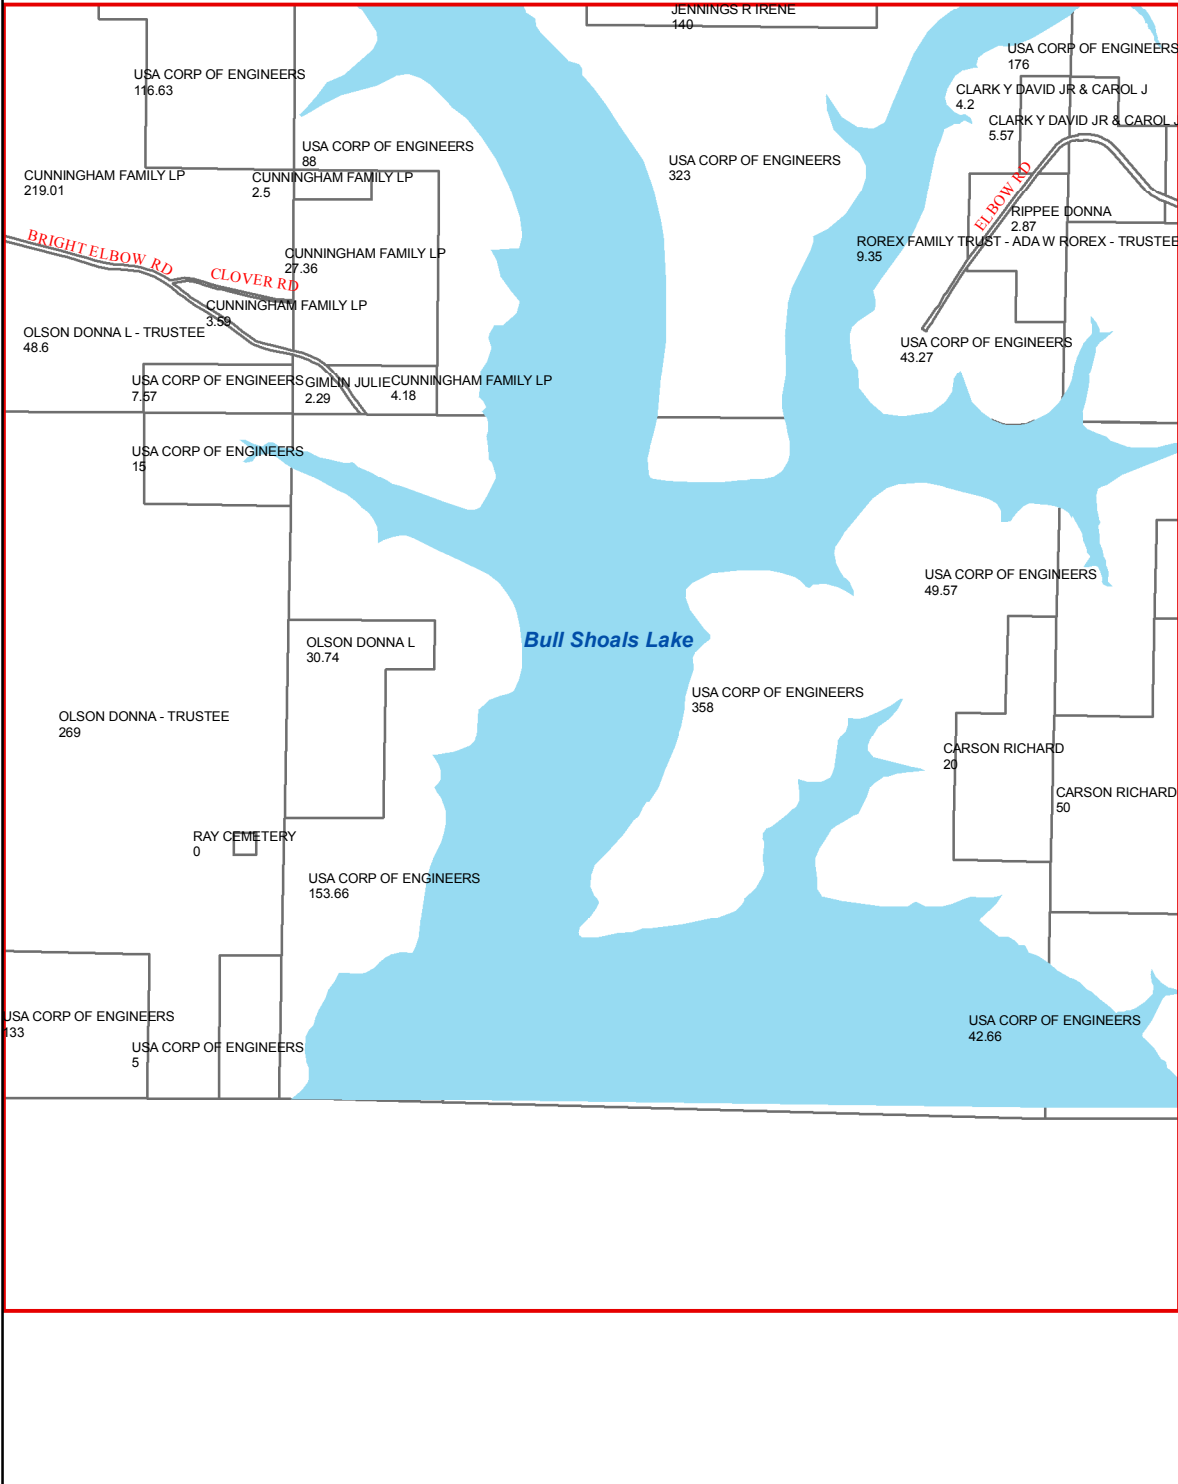 JENNINGS R IRENE
140
USA CORP OF ENGINEERS
176
USA CORP OF ENGINEERS
116.63
CLARK Y DAVID JR & CAROL J
4.2
CLARK Y DAVID JR & CAROL J
5.57
USA CORP OF ENGINEERS
88
USA CORP OF ENGINEERS
323
CUNNINGHAM FAMILY LP
219.01
CUNNINGHAM FAMILY LP
2.5
ELBOW RD
RIPPEE DONNA
2.87
BRIGHT ELBOW RD
CLOVER RD
CUNNINGHAM FAMILY LP
27.36
ROREX FAMILY TRUST - ADA W ROREX - TRUSTEE
9.35
CUNNINGHAM FAMILY LP
3.59
OLSON DONNA L - TRUSTEE
48.6
USA CORP OF ENGINEERS
43.27
USA CORP OF ENGINEERS
7.57
GIMLIN JULIE
2.29
CUNNINGHAM FAMILY LP
4.18
USA CORP OF ENGINEERS
15
USA CORP OF ENGINEERS
49.57
OLSON DONNA L
30.74
Bull Shoals Lake
USA CORP OF ENGINEERS
358
OLSON DONNA - TRUSTEE
269
CARSON RICHARD
20
CARSON RICHARD
50
RAY CEMETERY
0
USA CORP OF ENGINEERS
153.66
USA CORP OF ENGINEERS
133
USA CORP OF ENGINEERS
5
USA CORP OF ENGINEERS
42.66